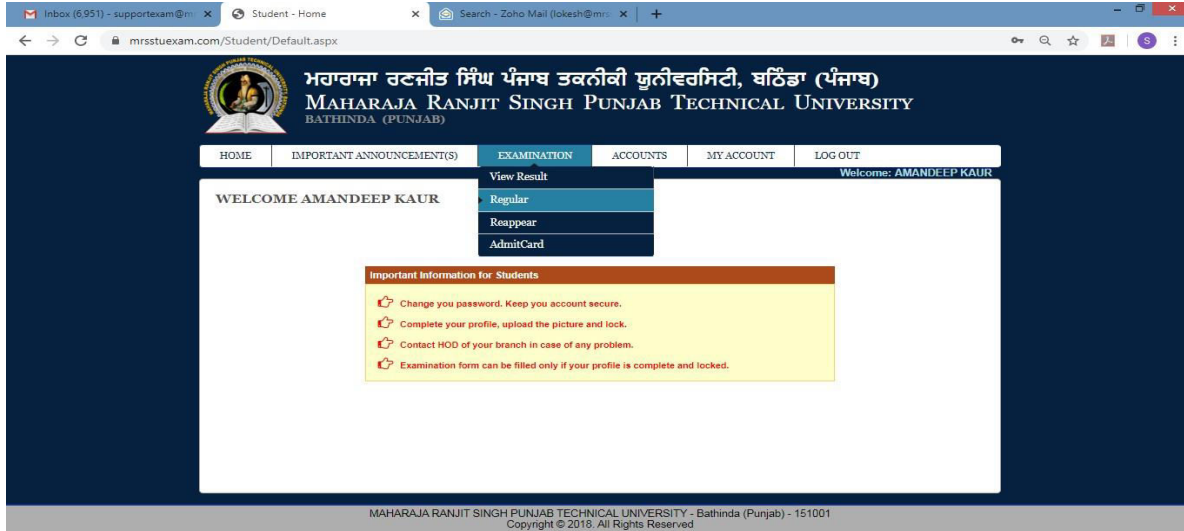 Inbox (6,951) - supportexam@m
Student - Home
Search - Zoho Mail (lokesh@mrs
mrsstuexam.com/Student/Default.aspx
S
ਮਹਾਰਾਜਾ ਰਣਜੀਤ ਸਿੰਘ ਪੰਜਾਬ ਤਕਨੀਕੀ ਯੂਨੀਵਰਸਿਟੀ, ਬਠਿੰਡਾ (ਪੰਜਾਬ)
MAHARAJA RANJIT SINGH PUNJAB TECHNICAL UNIVERSITY
BATHINDA (PUNJAB)
HOME IMPORTANT ANNOUNCEMENT(S) EXAMINATION ACCOUNTS MY ACCOUNT LOG OUT
Welcome: AMANDEEP KAUR
View Result
Regular
Reappear
AdmitCard
WELCOME AMANDEEP KAUR
Important Information for Students
Change you password. Keep you account secure.
Complete your profile, upload the picture and lock.
Contact HOD of your branch in case of any problem.
Examination form can be filled only if your profile is complete and locked.
MAHARAJA RANJIT SINGH PUNJAB TECHNICAL UNIVERSITY - Bathinda (Punjab) - 151001
Copyright © 2018. All Rights Reserved